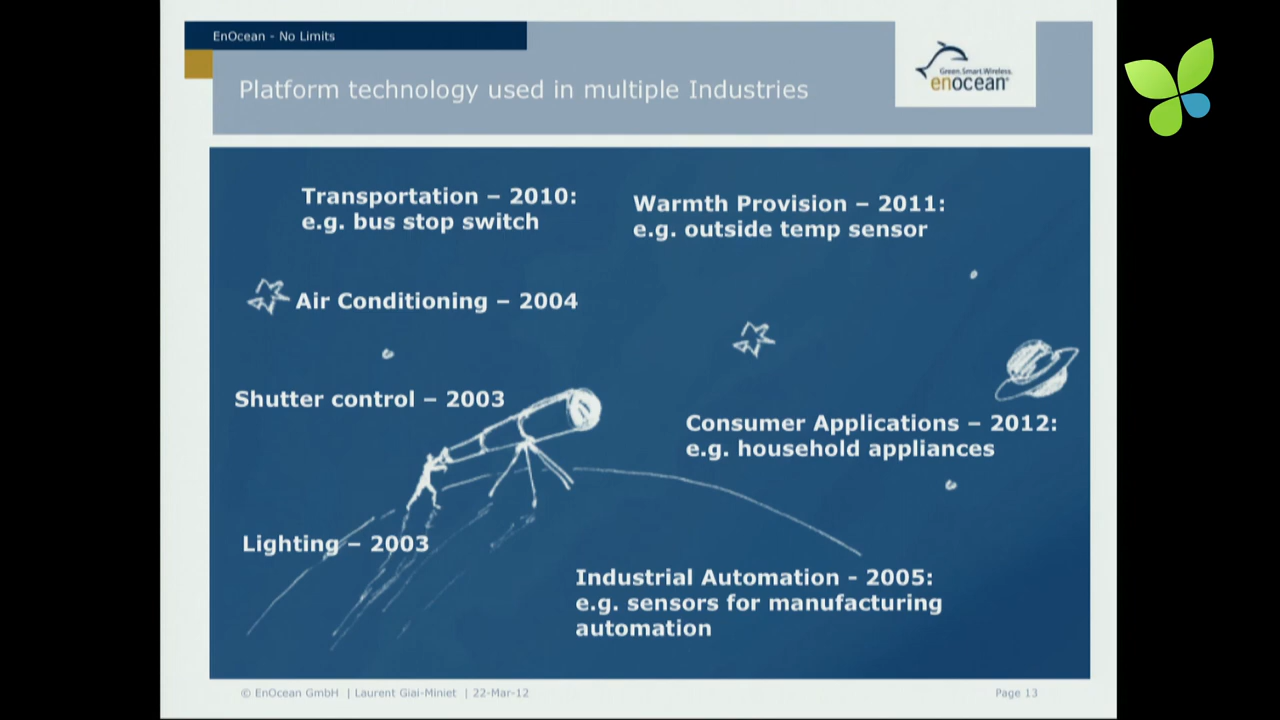 EnOcean - No Limits
Platform technology used in multiple Industries
Green.Smart.Wireless.
enocean®
Transportation – 2010:
e.g. bus stop switch
Warmth Provision – 2011:
e.g. outside temp sensor
Air Conditioning – 2004
Shutter control – 2003
Consumer Applications – 2012:
e.g. household appliances
Lighting – 2003
Industrial Automation - 2005:
e.g. sensors for manufacturing
automation
© EnOcean GmbH | Laurent Giai-Miniet | 22-Mar-12
Page 13